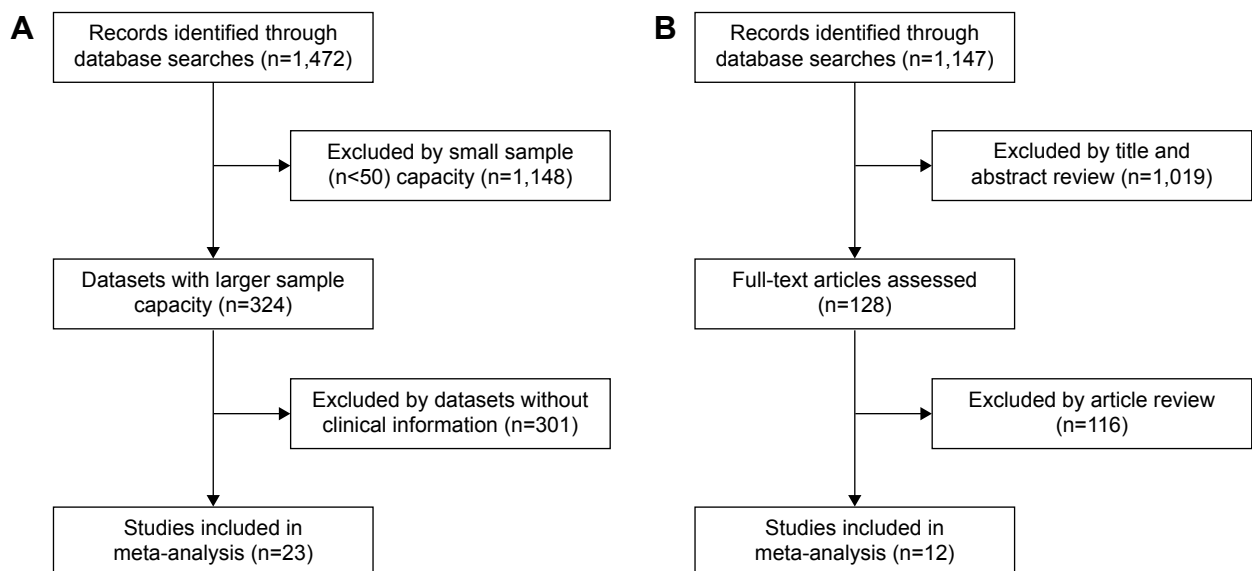 A
Records identified through
database searches (n=1,472)
Excluded by small sample
(n<50) capacity (n=1,148)
Datasets with larger sample
capacity (n=324)
Excluded by datasets without
clinical information (n=301)
Studies included in
meta-analysis (n=23)
B
Records identified through
database searches (n=1,147)
Excluded by title and
abstract review (n=1,019)
Full-text articles assessed
(n=128)
Excluded by article review
(n=116)
Studies included in
meta-analysis (n=12)